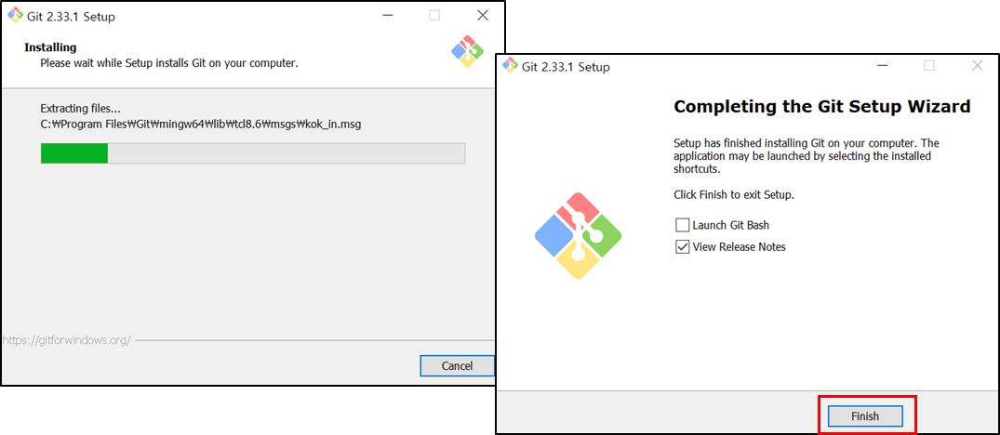 Git 2.33.1 Setup
Installing
Please wait while Setup installs Git on your computer.
Extracting files...
C:₩Program Files₩Git₩mingw64₩lib₩tcl8.6₩msgs₩kok_in.msg
https://gitforwindows.org/
Cancel
Git 2.33.1 Setup
Completing the Git Setup Wizard
Setup has finished installing Git on your computer. The
application may be launched by selecting the installed
shortcuts.
Click Finish to exit Setup.
Launch Git Bash
View Release Notes
Finish